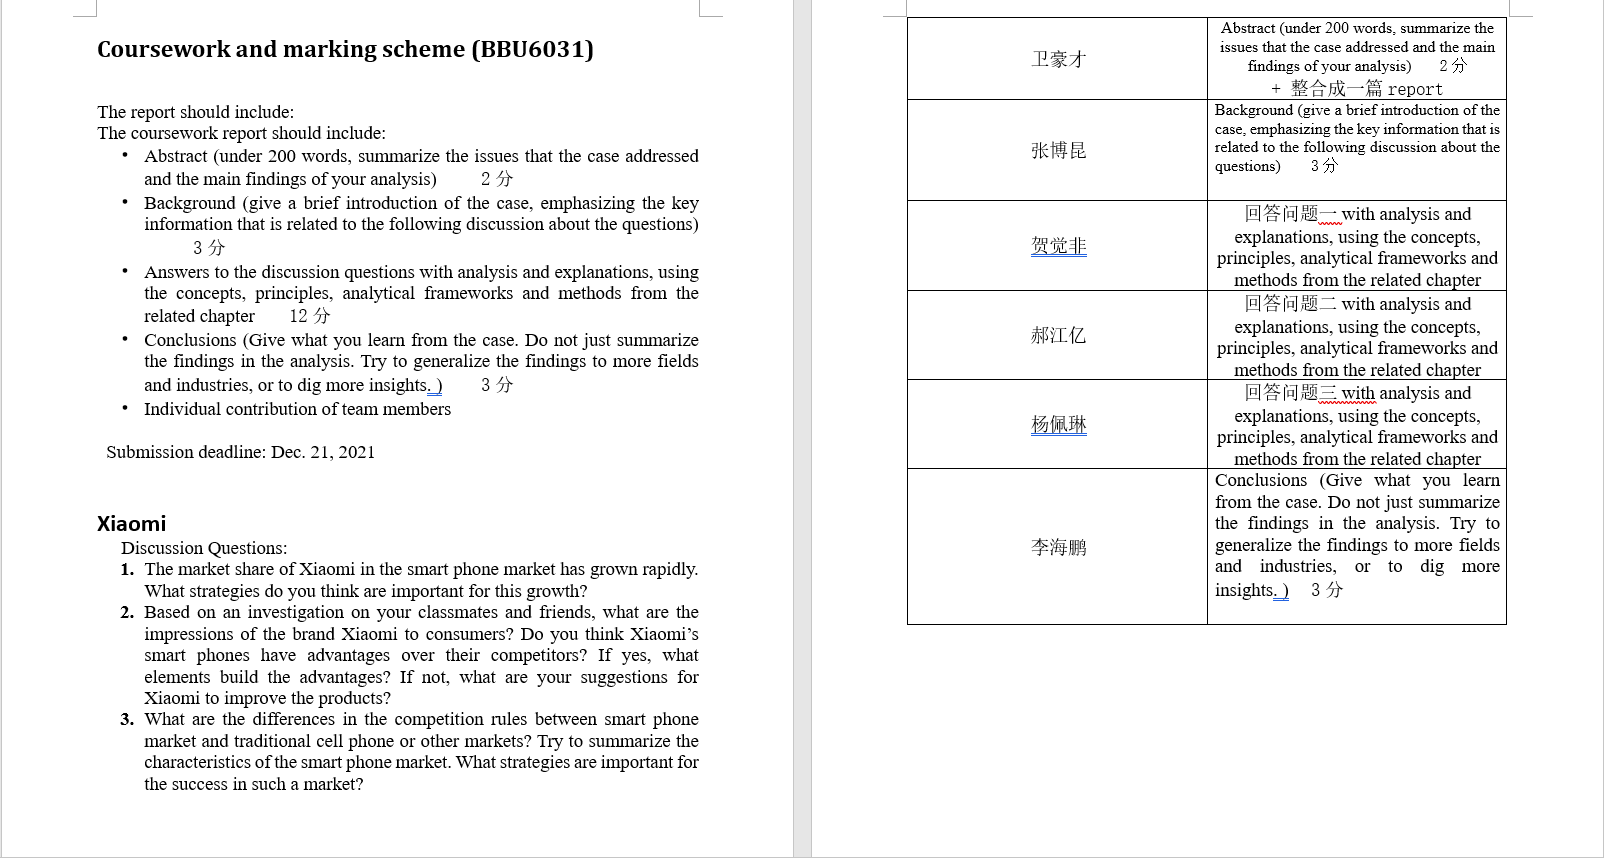 Coursework and marking scheme (BBU6031)
The report should include:
The coursework report should include:
• Abstract (under 200 words, summarize the issues that the case addressed
and the main findings of your analysis) 2 分
• Background (give a brief introduction of the case, emphasizing the key
information that is related to the following discussion about the questions)
3 分
• Answers to the discussion questions with analysis and explanations, using
the concepts, principles, analytical frameworks and methods from the
related chapter 12 分
• Conclusions (Give what you learn from the case. Do not just summarize
the findings in the analysis. Try to generalize the findings to more fields
and industries, or to dig more insights. ) 3 分
• Individual contribution of team members
Submission deadline: Dec. 21, 2021
Xiaomi
Discussion Questions:
1. The market share of Xiaomi in the smart phone market has grown rapidly.
What strategies do you think are important for this growth?
2. Based on an investigation on your classmates and friends, what are the
impressions of the brand Xiaomi to consumers? Do you think Xiaomi’s
smart phones have advantages over their competitors? If yes, what
elements build the advantages? If not, what are your suggestions for
Xiaomi to improve the products?
3. What are the differences in the competition rules between smart phone
market and traditional cell phone or other markets? Try to summarize the
characteristics of the smart phone market. What strategies are important for
the success in such a market?
卫豪才
Abstract (under 200 words, summarize the
issues that the case addressed and the main
findings of your analysis) 2 分
+ 整合成一篇 report
张博昆
Background (give a brief introduction of the
case, emphasizing the key information that is
related to the following discussion about the
questions) 3 分
贺觉非
回答问题一 with analysis and
explanations, using the concepts,
principles, analytical frameworks and
methods from the related chapter
郝江亿
回答问题二 with analysis and
explanations, using the concepts,
principles, analytical frameworks and
methods from the related chapter
杨佩琳
回答问题三 with analysis and
explanations, using the concepts,
principles, analytical frameworks and
methods from the related chapter
李海鹏
Conclusions (Give what you learn
from the case. Do not just summarize
the findings in the analysis. Try to
generalize the findings to more fields
and industries, or to dig more
insights. ) 3 分